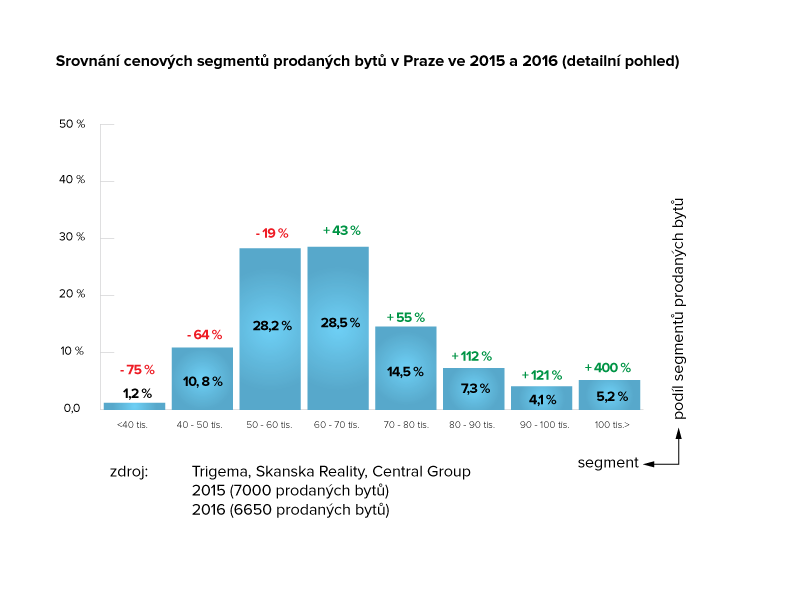 Srovnání cenových segmentů prodaných bytů v Praze ve 2015 a 2016 (detailní pohled)
50 %
40 %
30 %
20 %
10 %
0,0
- 75 %
- 64 %
- 19 %
+ 43 %
+ 55 %
+ 112 %
+ 121 %
+ 400 %
1,2 %
10, 8 %
28,2 %
28,5 %
14,5 %
7,3 %
4,1 %
5,2 %
<40 tis.
40 - 50 tis.
50 - 60 tis.
60 - 70 tis.
70 - 80 tis.
80 - 90 tis.
90 - 100 tis.
100 tis.>
podíl segmentů prodaných bytů
segment
zdroj: Trigema, Skanska Reality, Central Group
2015 (7000 prodaných bytů)
2016 (6650 prodaných bytů)